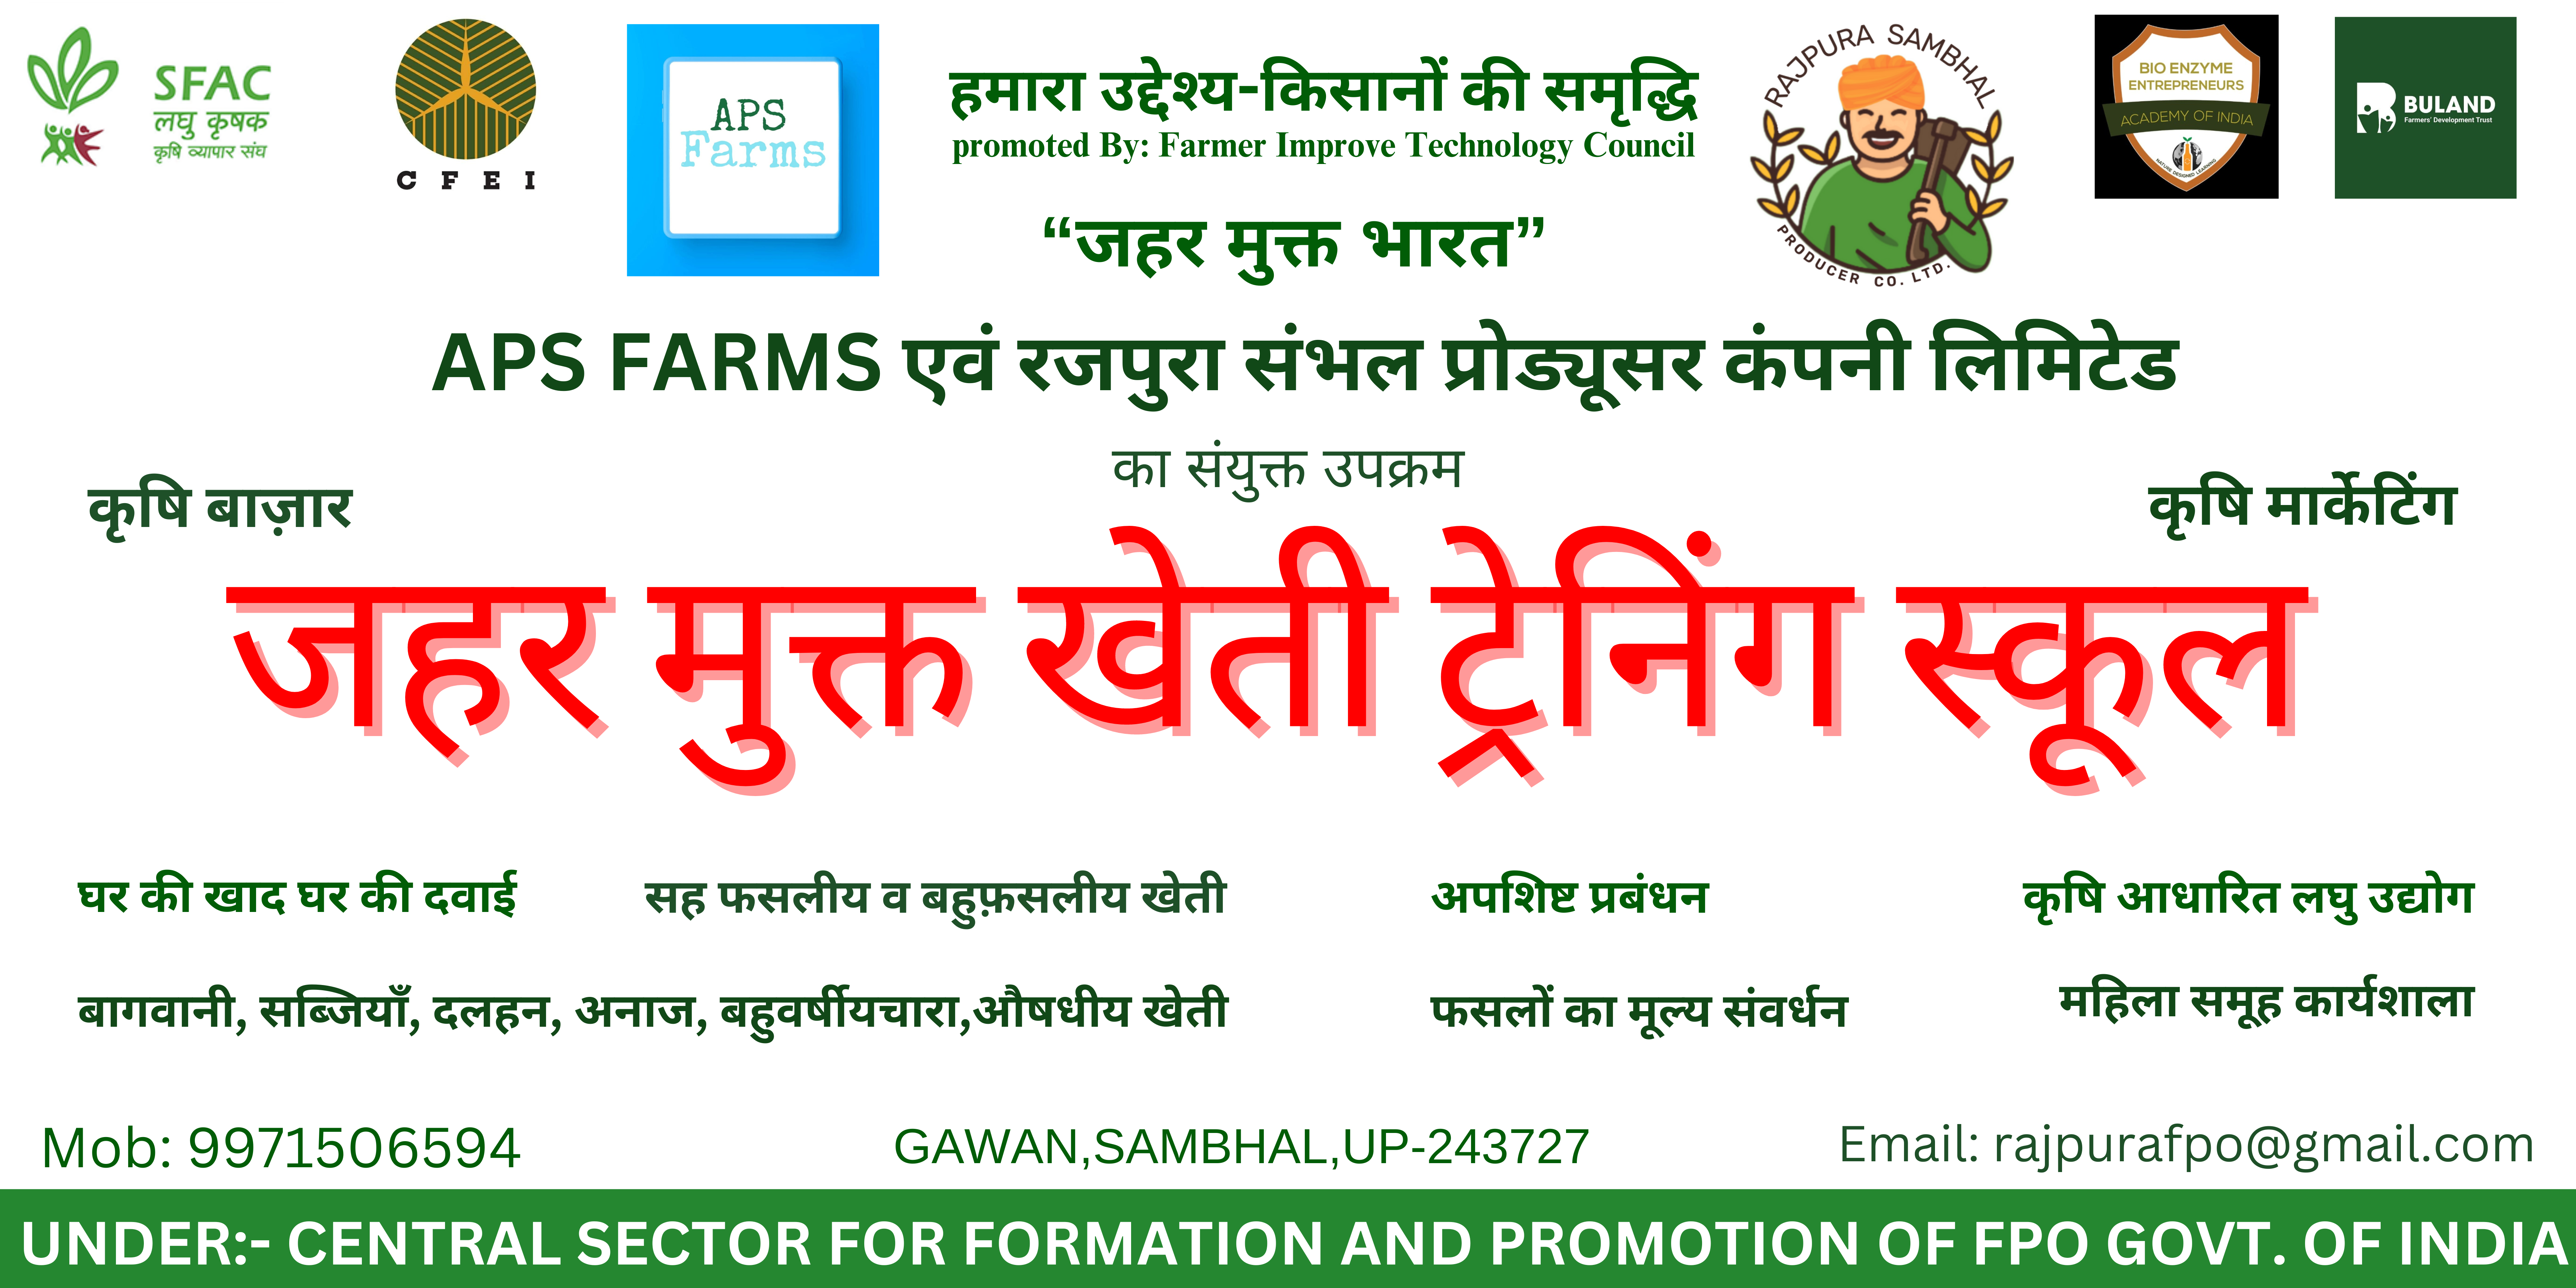 SFAC
लघु कृषक
कृषि व्यापार संघ
CFEI
APS
Farms
हमारा उद्देश्य-किसानों की समृद्धि
promoted By: Farmer Improve Technology Council
“जहर मुक्त भारत”
RAJPURA SAMBHAL
PRODUCER CO. LTD.
BIO ENZYME
ENTREPRENEURS
ACADEMY OF INDIA
NATURE DESIGNED LEARNING
BULAND
Farmers' Development Trust
APS FARMS एवं रजपुरा संभल प्रोड्यूसर कंपनी लिमिटेड
का संयुक्त उपक्रम
कृषि बाज़ार
कृषि मार्केटिंग
जहर मुक्त खेती ट्रेनिंग स्कूल
घर की खाद घर की दवाई
सह फसलीय व बहुफ़सलीय खेती
अपशिष्ट प्रबंधन
कृषि आधारित लघु उद्योग
बागवानी, सब्जियाँ, दलहन, अनाज, बहुवर्षीयचारा,औषधीय खेती
फसलों का मूल्य संवर्धन
महिला समूह कार्यशाला
Mob: 9971506594
GAWAN,SAMBHAL,UP-243727
Email: rajpurafpo@gmail.com
UNDER:- CENTRAL SECTOR FOR FORMATION AND PROMOTION OF FPO GOVT. OF INDIA